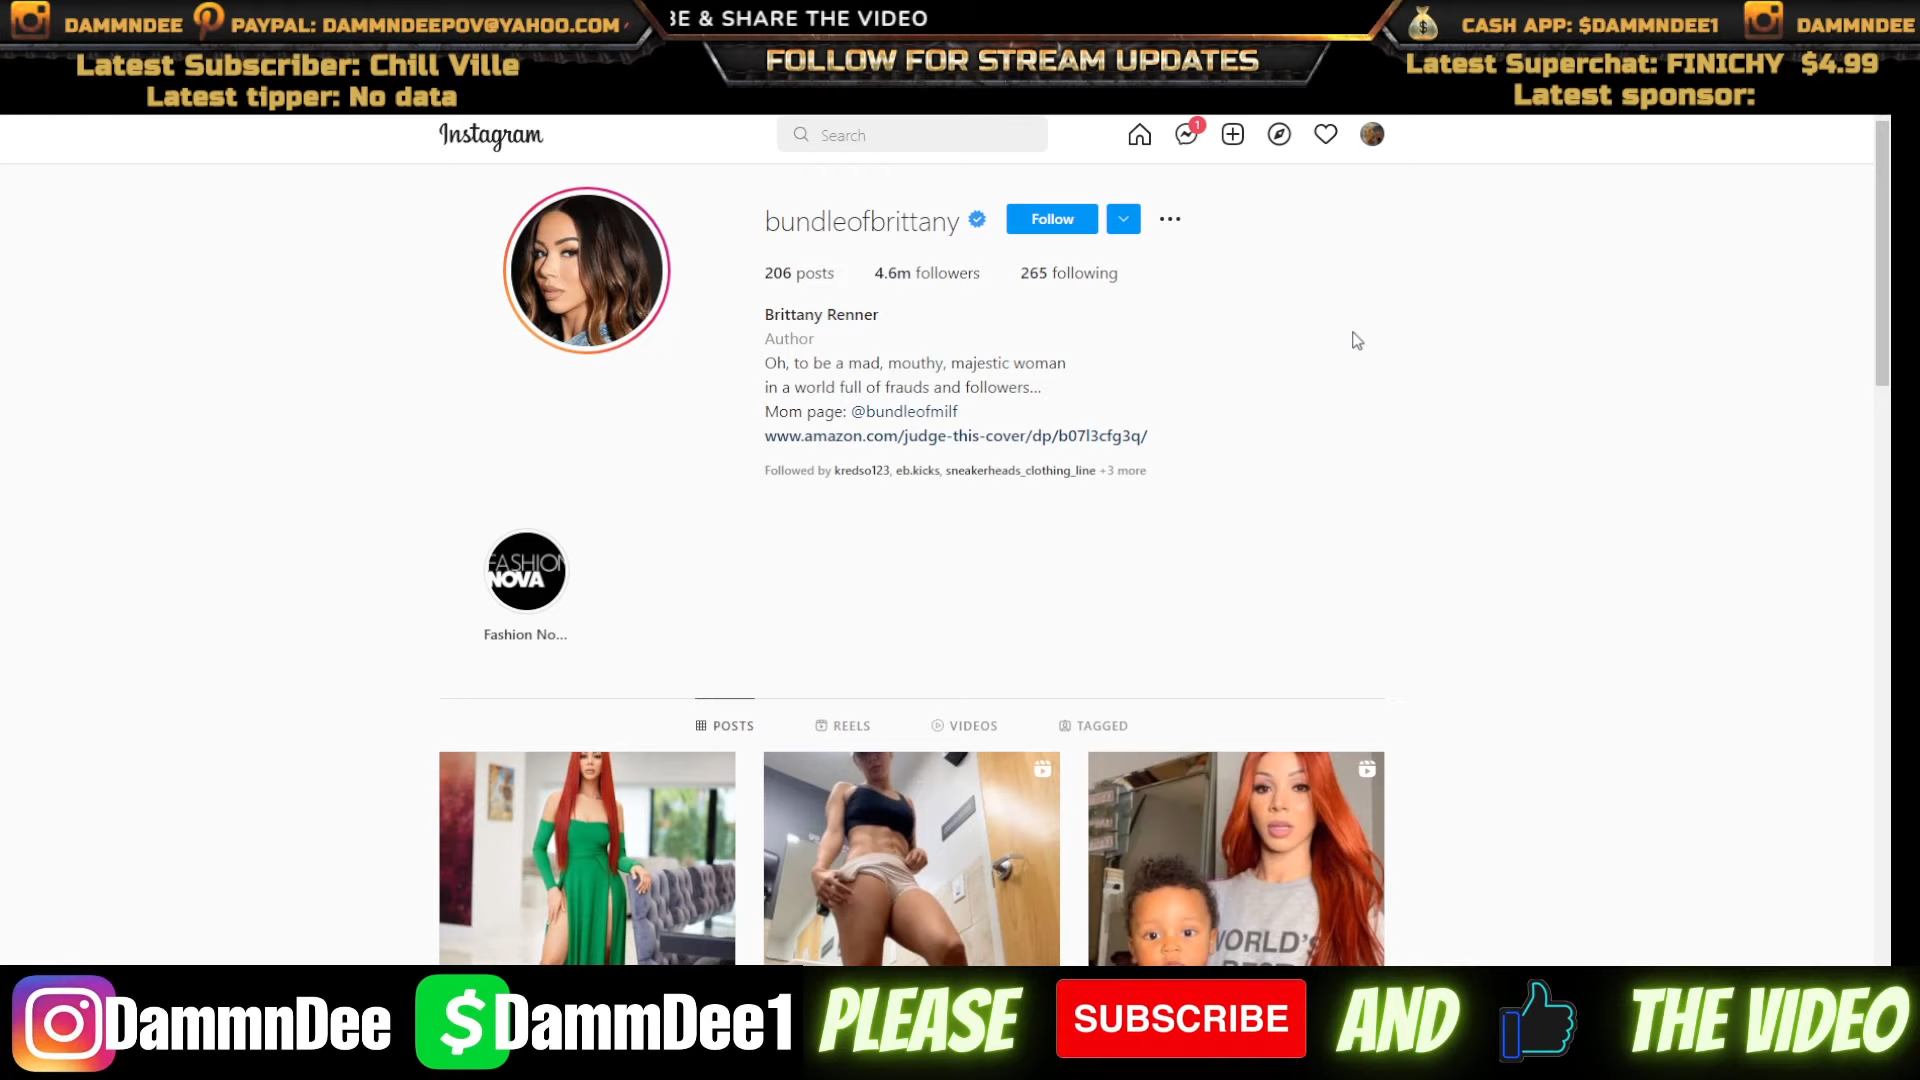 DAMMNDEE PAYPAL: DAMMNDEEPOV@YAHOO.COM
BE & SHARE THE VIDEO
CASH APP: $DAMMNDEE1 DAMMNDEE
FOLLOW FOR STREAM UPDATES
Latest Subscriber: Chill Ville
Latest tipper: No data
Latest Superchat: FINICHY $4.99
Latest sponsor:
Instagram
Search
1
bundleofbrittany
Follow
206 posts 4.6m followers 265 following
Brittany Renner
Author
Oh, to be a mad, mouthy, majestic woman
in a world full of frauds and followers...
Mom page: @bundleofmilf
www.amazon.com/judge-this-cover/dp/b07l3cfg3q/
Followed by kredso123, eb.kicks, sneakerheads_clothing_line +3 more
FASHION
NOVA
Fashion No...
POSTS REELS VIDEOS TAGGED
WORLD'S
DammnDee $DammDee1 PLEASE SUBSCRIBE AND THE VIDEO